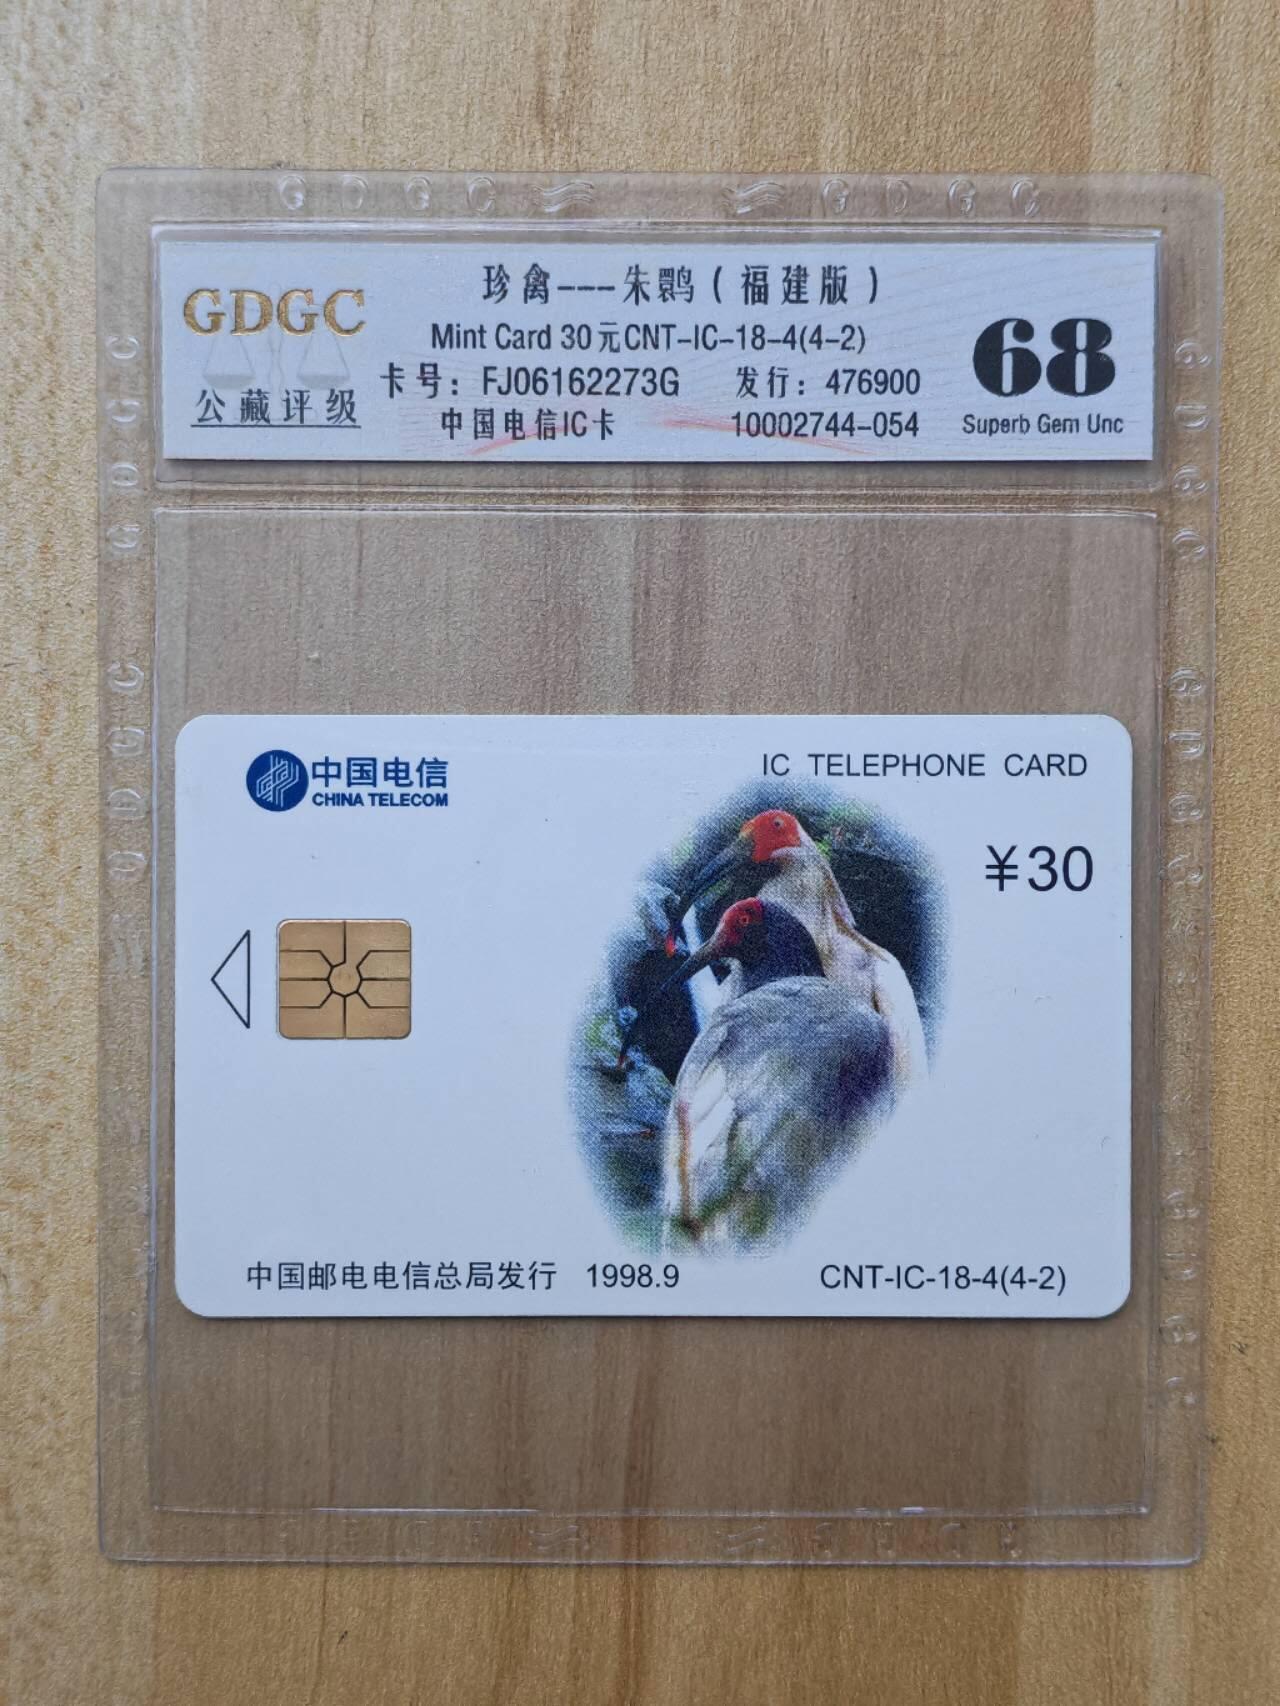 GDGC GDGC
GDGC
公藏评级
珍禽---朱鹮(福建版)
Mint Card 30元CNT-IC-18-4(4-2)
卡号:FJ06162273G 发行:476900
中国电信IC卡 10002744-054
68
Superb Gem Unc
中国电信
CHINA TELECOM
IC TELEPHONE CARD
¥30
中国邮电电信总局发行 1998.9
CNT-IC-18-4(4-2)